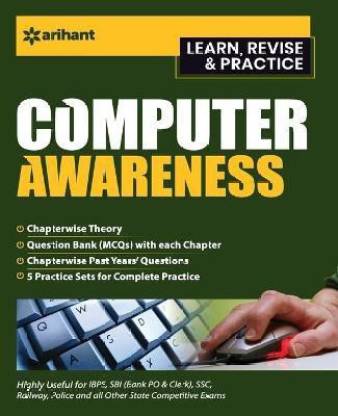 arihant
LEARN, REVISE
& PRACTICE
COMPUTER
AWARENESS
Chapterwise Theory
Question Bank (MCQs) with each Chapter
Chapterwise Past Years' Questions
5 Practice Sets for Complete Practice
Highly Useful for IBPS, SBI (Bank PO & Clerk), SSC,
Railway, Police and all Other State Competitive Exams